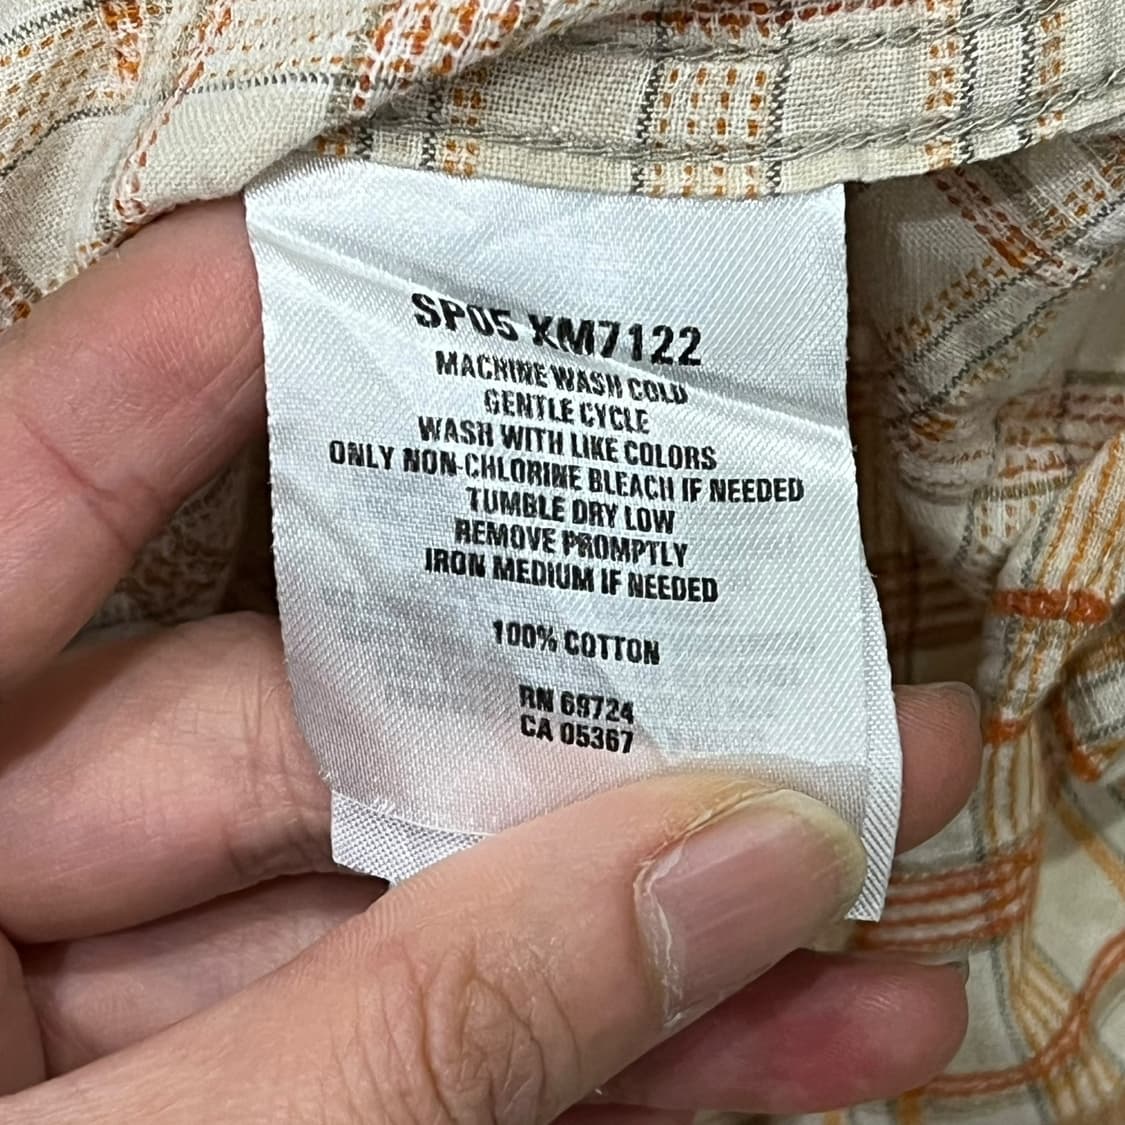 SP05 XM7122
MACHINE WASH COLD
GENTLE CYCLE
WASH WITH LIKE COLORS
ONLY NON-CHLORINE BLEACH IF NEEDED
TUMBLE DRY LOW
REMOVE PROMPTLY
IRON MEDIUM IF NEEDED
100% COTTON
RN 69724
CA 05367